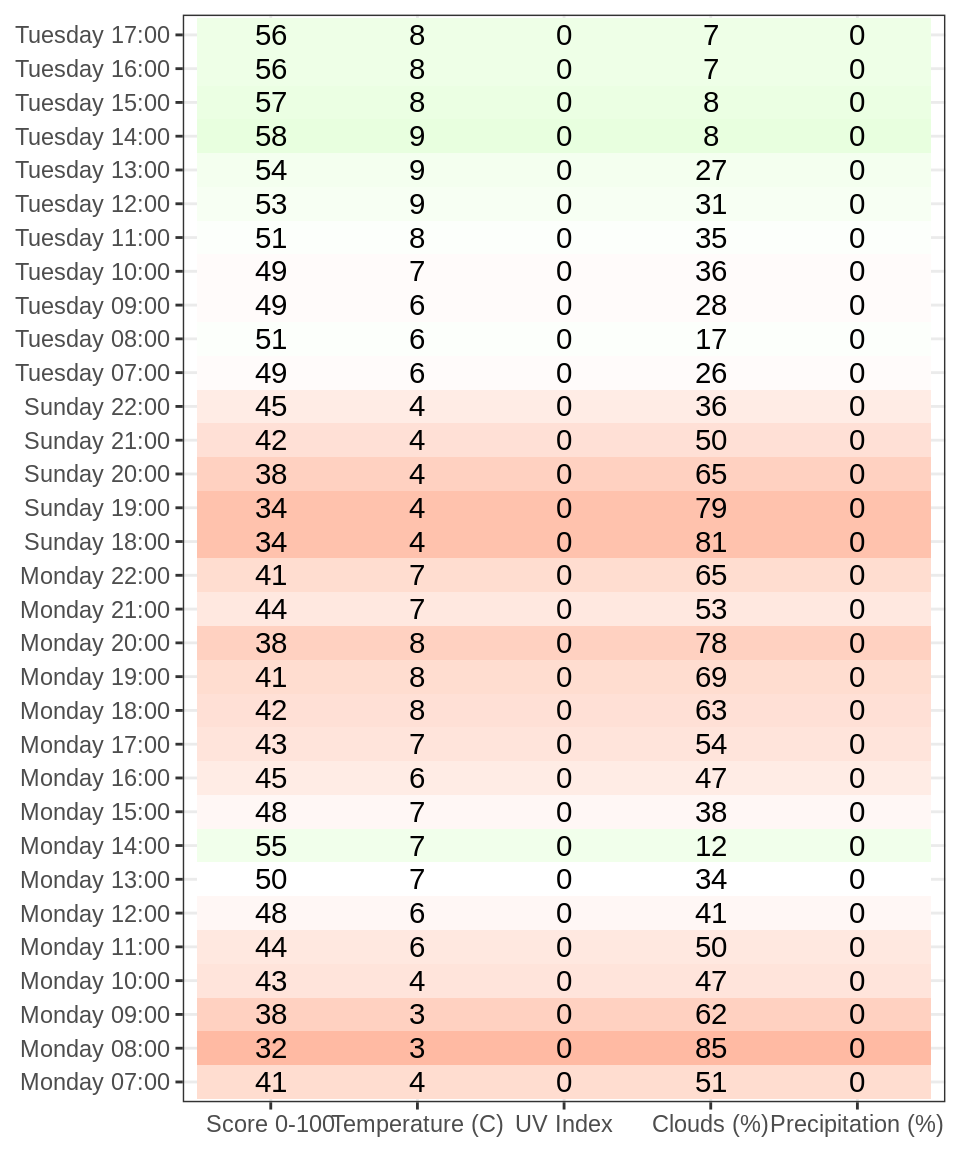 Tuesday 17:00 56 8 0 7 0
Tuesday 16:00 56 8 0 7 0
Tuesday 15:00 57 8 0 8 0
Tuesday 14:00 58 9 0 8 0
Tuesday 13:00 54 9 0 27 0
Tuesday 12:00 53 9 0 31 0
Tuesday 11:00 51 8 0 35 0
Tuesday 10:00 49 7 0 36 0
Tuesday 09:00 49 6 0 28 0
Tuesday 08:00 51 6 0 17 0
Tuesday 07:00 49 6 0 26 0
Sunday 22:00 45 4 0 36 0
Sunday 21:00 42 4 0 50 0
Sunday 20:00 38 4 0 65 0
Sunday 19:00 34 4 0 79 0
Sunday 18:00 34 4 0 81 0
Monday 22:00 41 7 0 65 0
Monday 21:00 44 7 0 53 0
Monday 20:00 38 8 0 78 0
Monday 19:00 41 8 0 69 0
Monday 18:00 42 8 0 63 0
Monday 17:00 43 7 0 54 0
Monday 16:00 45 6 0 47 0
Monday 15:00 48 7 0 38 0
Monday 14:00 55 7 0 12 0
Monday 13:00 50 7 0 34 0
Monday 12:00 48 6 0 41 0
Monday 11:00 44 6 0 50 0
Monday 10:00 43 4 0 47 0
Monday 09:00 38 3 0 62 0
Monday 08:00 32 3 0 85 0
Monday 07:00 41 4 0 51 0
Score 0-100 Temperature (C) UV Index Clouds (%) Precipitation (%)